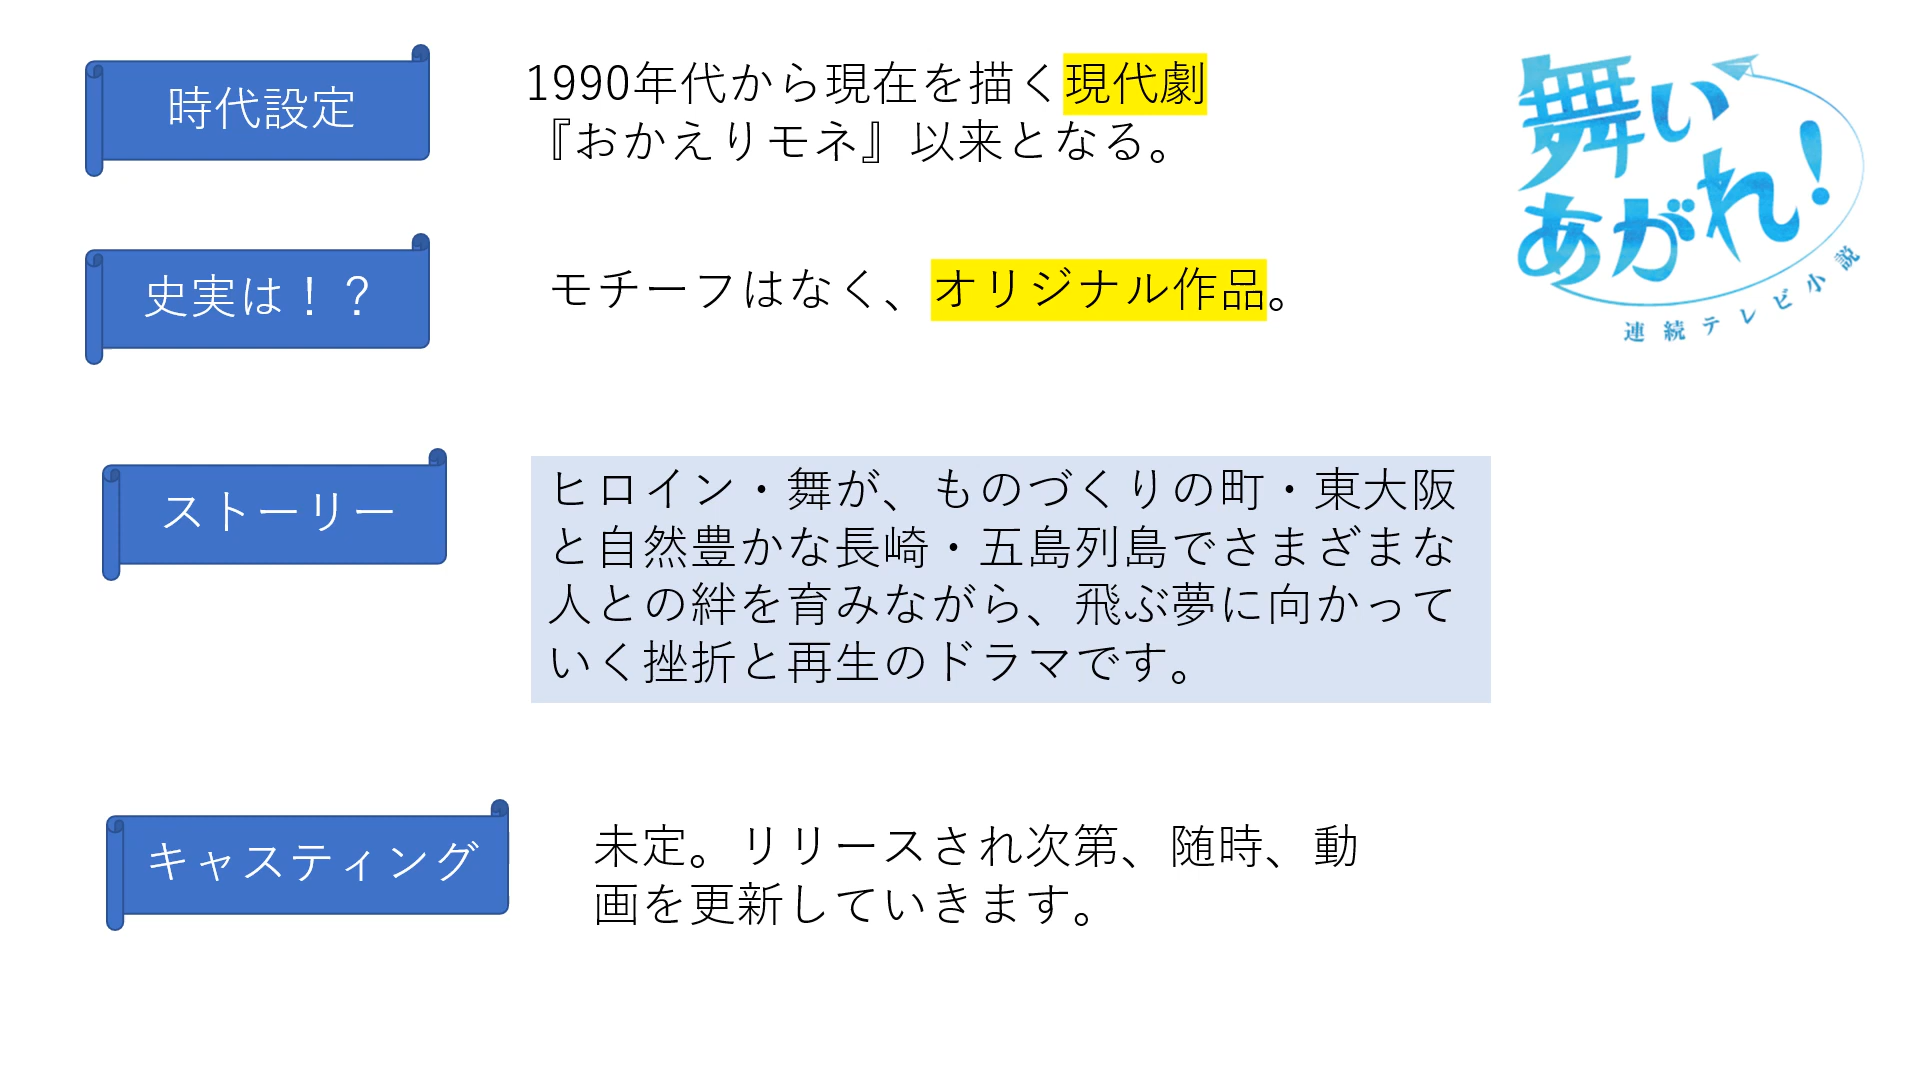 時代設定
1990年代から現在を描く現代劇
『おかえりモネ』以来となる。
史実は！？
モチーフはなく、オリジナル作品。
舞い
あがれ！
連続テレビ小説
ストーリー
ヒロイン・舞が、ものづくりの町・東大阪
と自然豊かな長崎・五島列島でさまざまな
人との絆を育みながら、飛ぶ夢に向かって
いく挫折と再生のドラマです。
キャスティング
未定。リリースされ次第、随時、動
画を更新していきます。